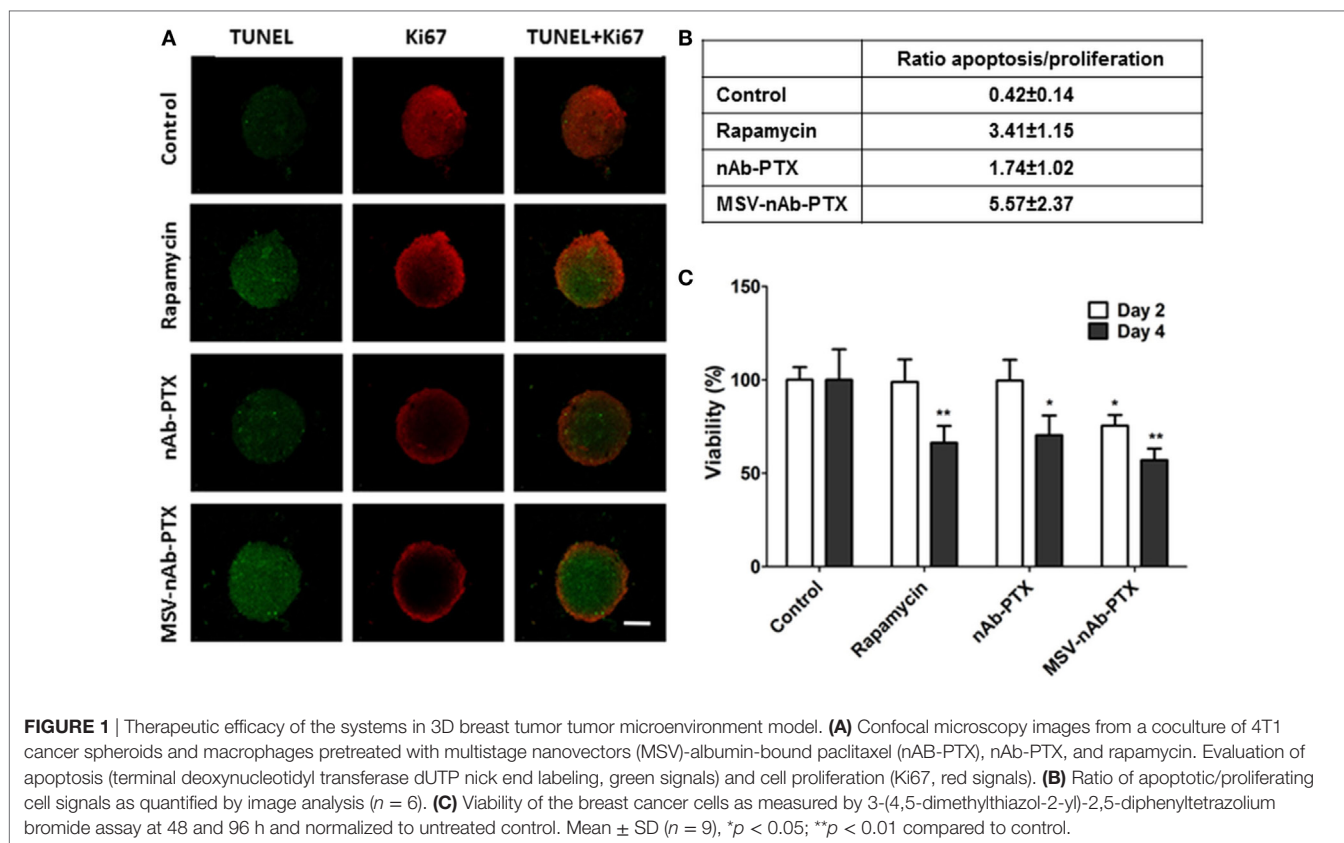 A
TUNEL Ki67 TUNEL+Ki67
Control
Rapamycin
nAb-PTX
MSV-nAb-PTX
B
Ratio apoptosis/proliferation
Control 0.42±0.14
Rapamycin 3.41±1.15
nAb-PTX 1.74±1.02
MSV-nAb-PTX 5.57±2.37
C
Viability (%)
150
100
50
0
Day 2
Day 4
** * * **
Control Rapamycin nAb-PTX MSV-nAb-PTX
FIGURE 1 | Therapeutic efficacy of the systems in 3D breast tumor tumor microenvironment model. (A) Confocal microscopy images from a coculture of 4T1
cancer spheroids and macrophages pretreated with multistage nanovectors (MSV)-albumin-bound paclitaxel (nAB-PTX), nAb-PTX, and rapamycin. Evaluation of
apoptosis (terminal deoxynucleotidyl transferase dUTP nick end labeling, green signals) and cell proliferation (Ki67, red signals). (B) Ratio of apoptotic/proliferating
cell signals as quantified by image analysis (n = 6). (C) Viability of the breast cancer cells as measured by 3-(4,5-dimethylthiazol-2-yl)-2,5-diphenyltetrazolium
bromide assay at 48 and 96 h and normalized to untreated control. Mean ± SD (n = 9), *p < 0.05; **p < 0.01 compared to control.